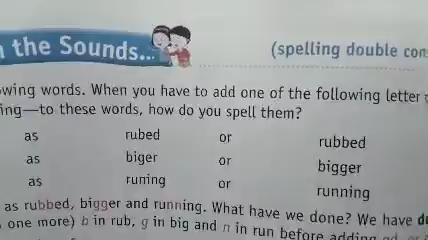 the Sounds...
(spelling double con
wing words. When you have to add one of the following letter
ing—to these words, how do you spell them?
as rubed or rubbed
as biger or bigger
as runing or running
as rubbed, bigger and running. What have we done? We have d
one more) b in rub, g in big and n in run before adding